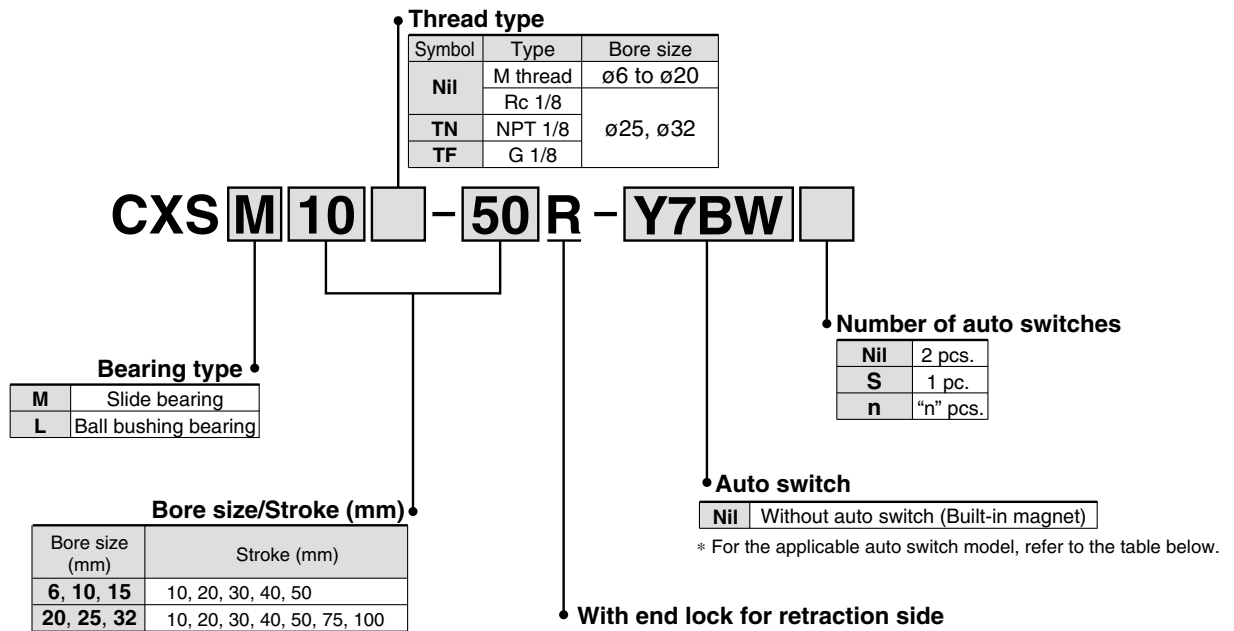 Thread type
Symbol Type Bore size
Nil M thread ø6 to ø20
Rc 1/8
TN NPT 1/8 ø25, ø32
TF G 1/8
CXS M 10 - 50 R - Y7BW
Number of auto switches
Nil 2 pcs.
S 1 pc.
n “n” pcs.
Bearing type
M Slide bearing
L Ball bushing bearing
Auto switch
Nil Without auto switch (Built-in magnet)
* For the applicable auto switch model, refer to the table below.
Bore size/Stroke (mm)
Bore size (mm) Stroke (mm)
6, 10, 15 10, 20, 30, 40, 50
20, 25, 32 10, 20, 30, 40, 50, 75, 100
With end lock for retraction side